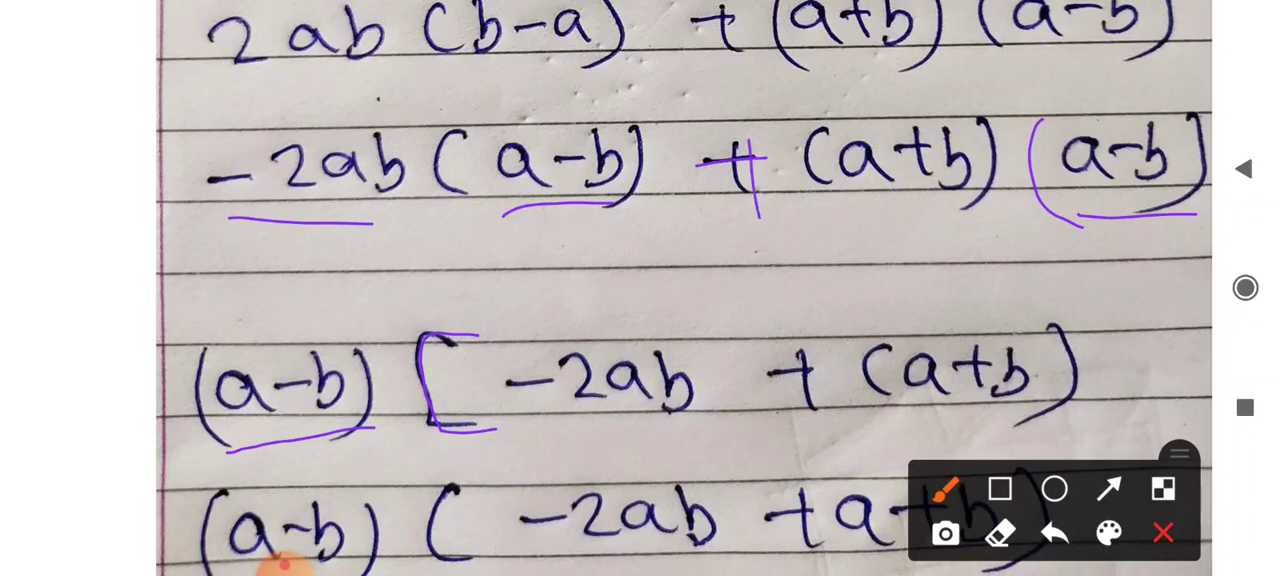 2ab (b-a) + (a+b) (a-b)
-2ab (a-b) + (a+b) (a-b)
(a-b) [ -2ab + (a+b)
(a-b) ( -2ab +a+b)